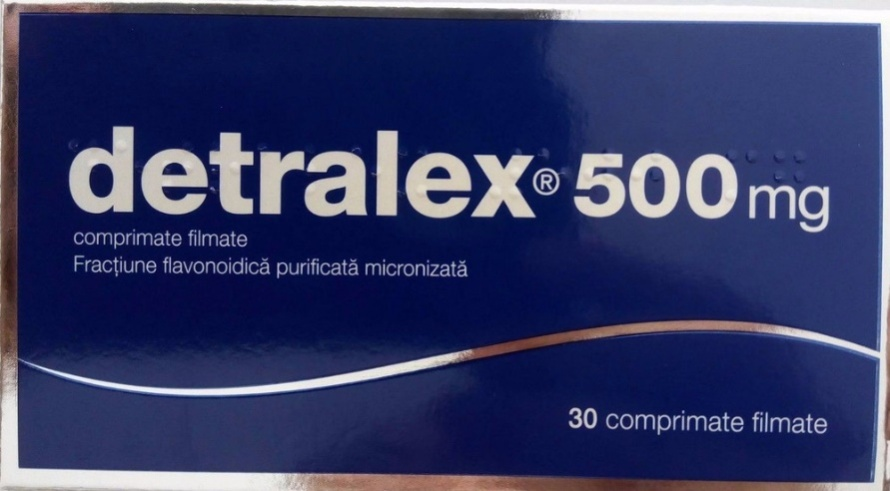 detralex® 500 mg
comprimate filmate
Fracțiune flavonoidică purificată micronizată
30 comprimate filmate